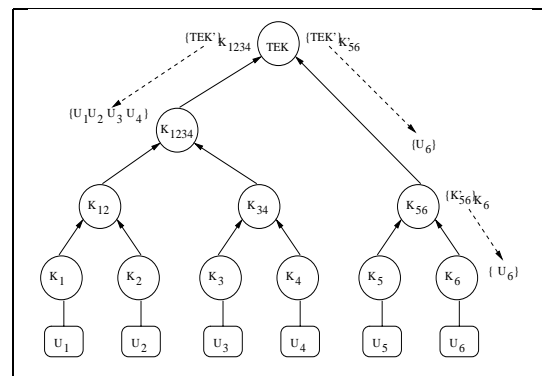 {TEK'}K1234 TEK {TEK'}K'56
{U1U2 U3 U4}
K1234 {U6}
K12 K34 K56 {K'56}K6
K1 K2 K3 K4 K5 K6 { U6}
U1 U2 U3 U4 U5 U6